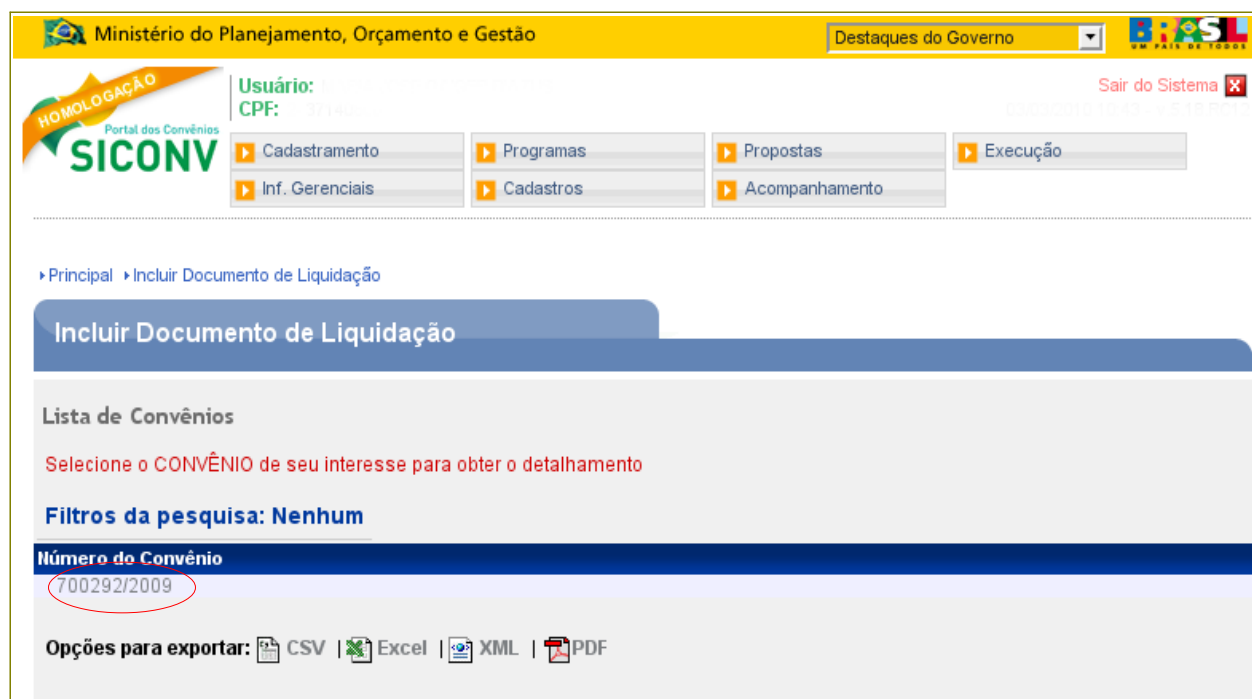 Ministério do Planejamento, Orçamento e Gestão
Destaques do Governo
BRASIL
UM PAÍS DE TODOS
HOMOLOGAÇÃO
Portal dos Convênios
SICONV
Usuário:
CPF:
Sair do Sistema
Cadastramento
Programas
Propostas
Execução
Inf. Gerenciais
Cadastros
Acompanhamento
Principal Incluir Documento de Liquidação
Incluir Documento de Liquidação
Lista de Convênios
Selecione o CONVÊNIO de seu interesse para obter o detalhamento
Filtros da pesquisa: Nenhum
Número do Convênio
700292/2009
Opções para exportar: CSV | Excel | XML | PDF